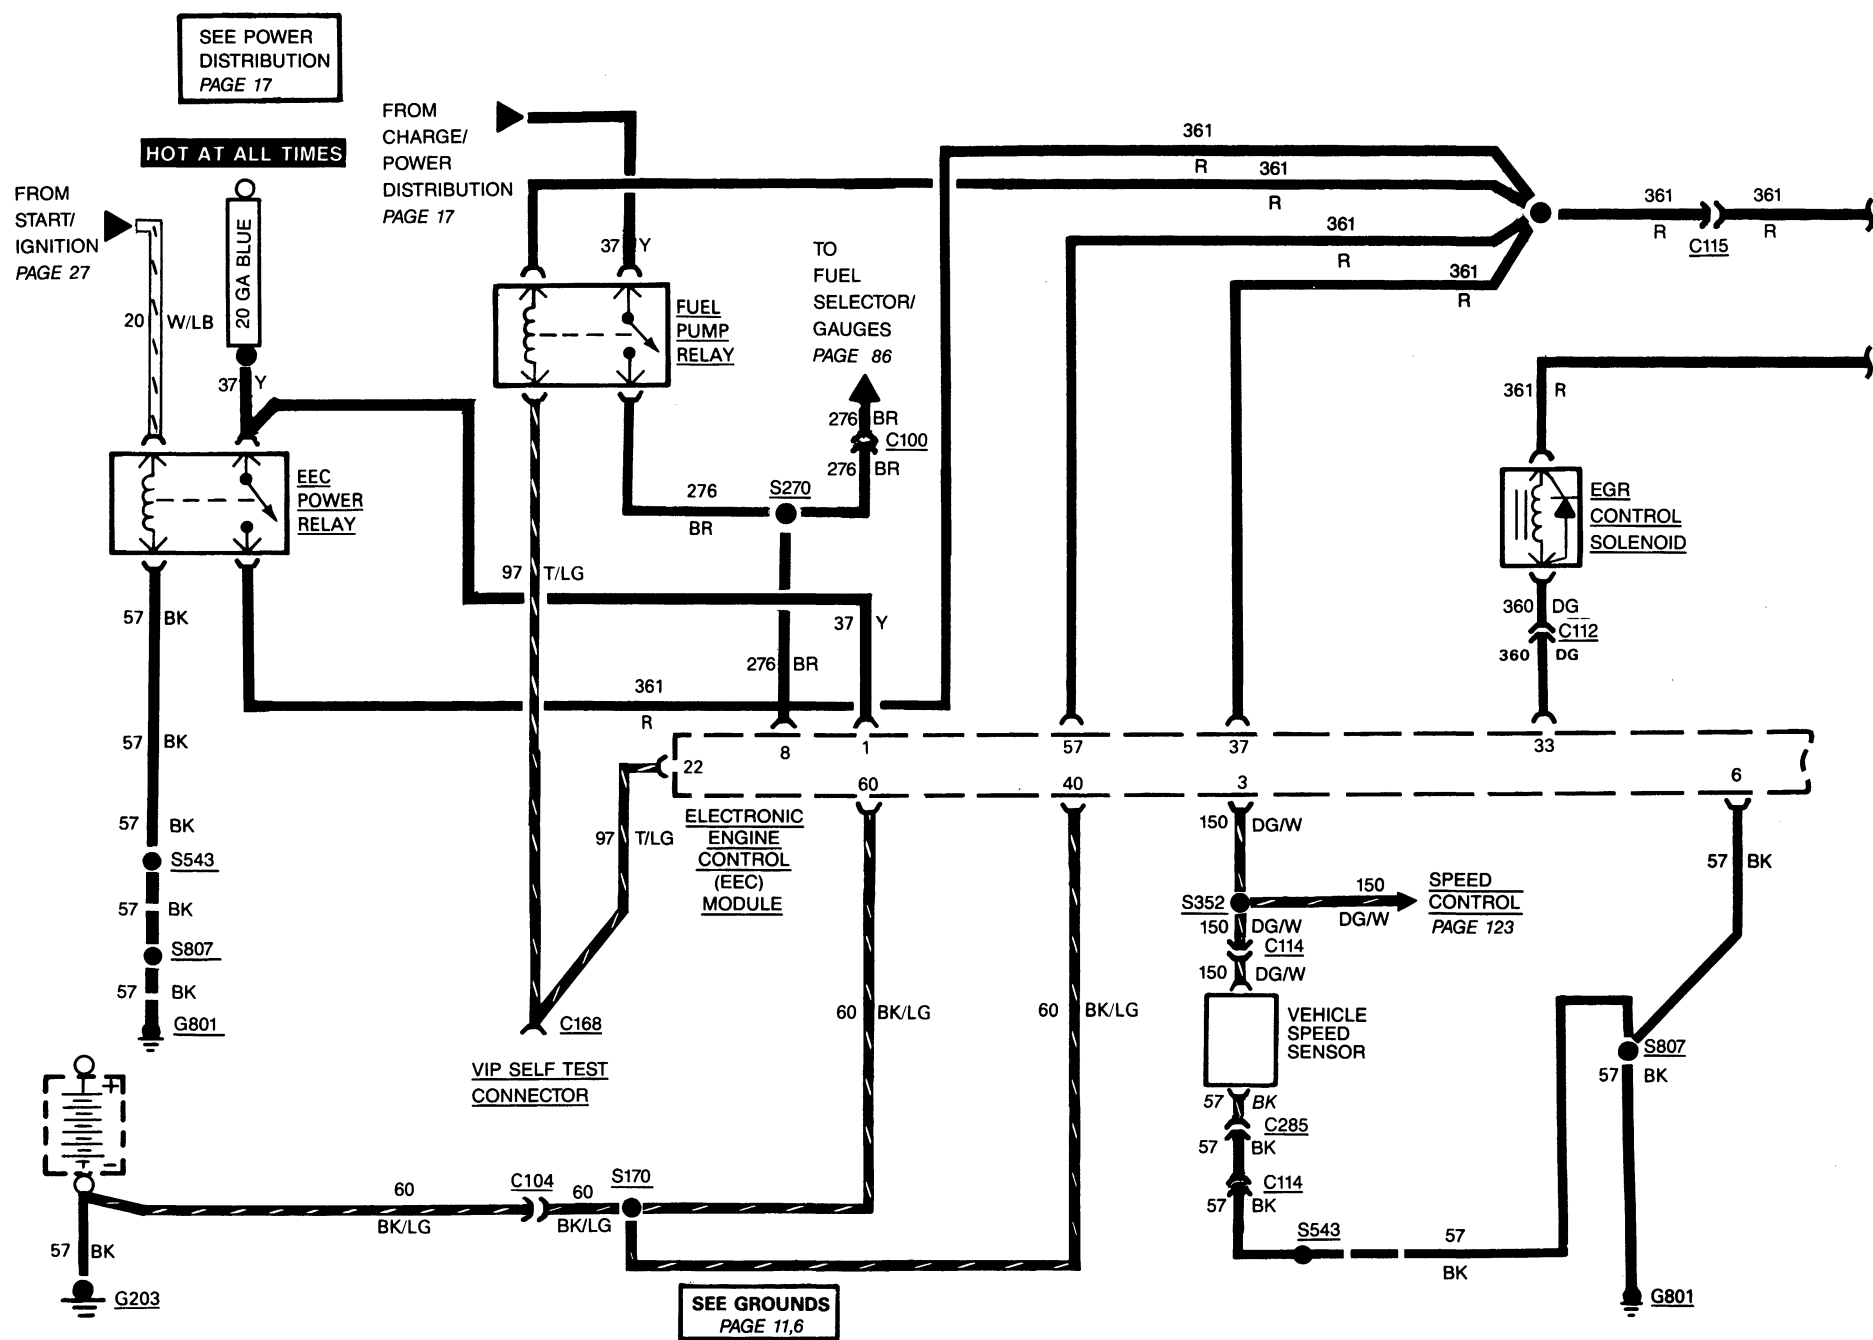 SEE POWER
DISTRIBUTION
PAGE 17
HOT AT ALL TIMES
FROM
START/
IGNITION
PAGE 27
20 GA BLUE
20 W/LB
37 Y
EEC
POWER
RELAY
57 BK
57 BK
57 BK
S543
57 BK
S807
57 BK
G801
FROM
CHARGE/
POWER
DISTRIBUTION
PAGE 17
37 Y
FUEL
PUMP
RELAY
TO
FUEL
SELECTOR/
GAUGES
PAGE 86
276 BR
C100
276 BR
276
BR
S270
97 T/LG
37 Y
276 BR
361
R
361
R
361
R
361
R
361
R
361
R
C115
361
R
361 R
EGR
CONTROL
SOLENOID
360 DG
C112
360 DG
8 1 57 37 33
22
60 40 3 6
ELECTRONIC
ENGINE
CONTROL
(EEC)
MODULE
97 T/LG
C168
VIP SELF TEST
CONNECTOR
60 BK/LG
60 BK/LG
150 DG/W
S352
150
DG/W
SPEED
CONTROL
PAGE 123
150 DG/W
C114
150 DG/W
VEHICLE
SPEED
SENSOR
57 BK
C285
57 BK
C114
57 BK
S543
57
BK
57 BK
S807
57 BK
G801
+
-
60
BK/LG
C104
60
BK/LG
S170
57 BK
G203
SEE GROUNDS
PAGE 11,6